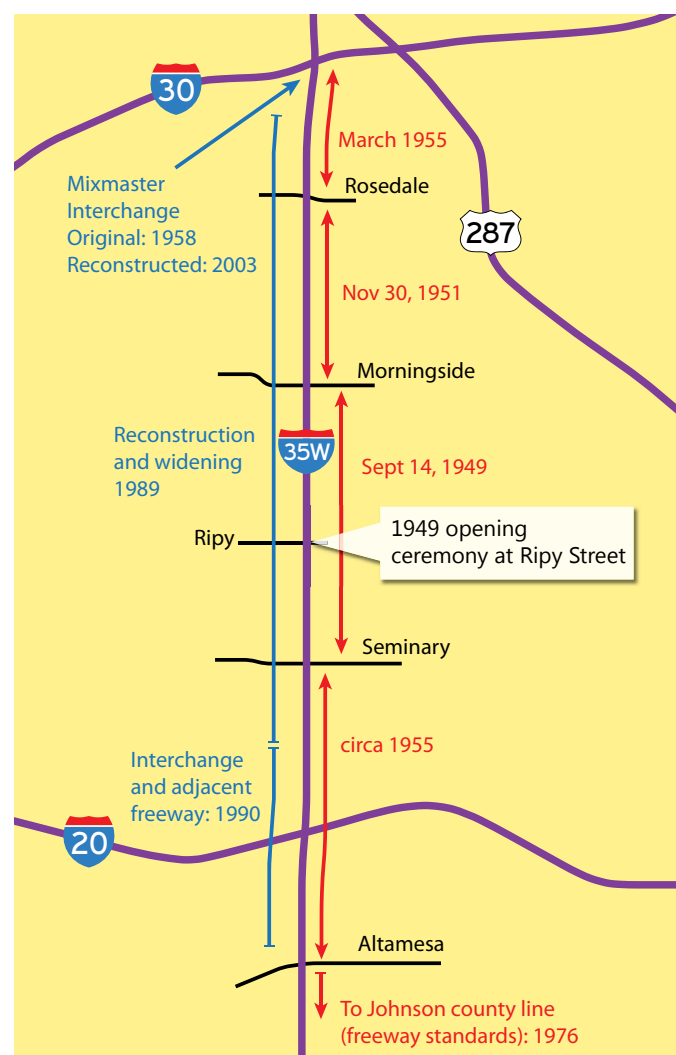 30
March 1955
Mixmaster
Interchange
Original: 1958
Reconstructed: 2003
Rosedale
287
Nov 30, 1951
Morningside
Reconstruction
and widening
1989
35W
Sept 14, 1949
Ripy
1949 opening
ceremony at Ripy Street
Seminary
circa 1955
Interchange
and adjacent
freeway: 1990
20
Altamesa
To Johnson county line
(freeway standards): 1976